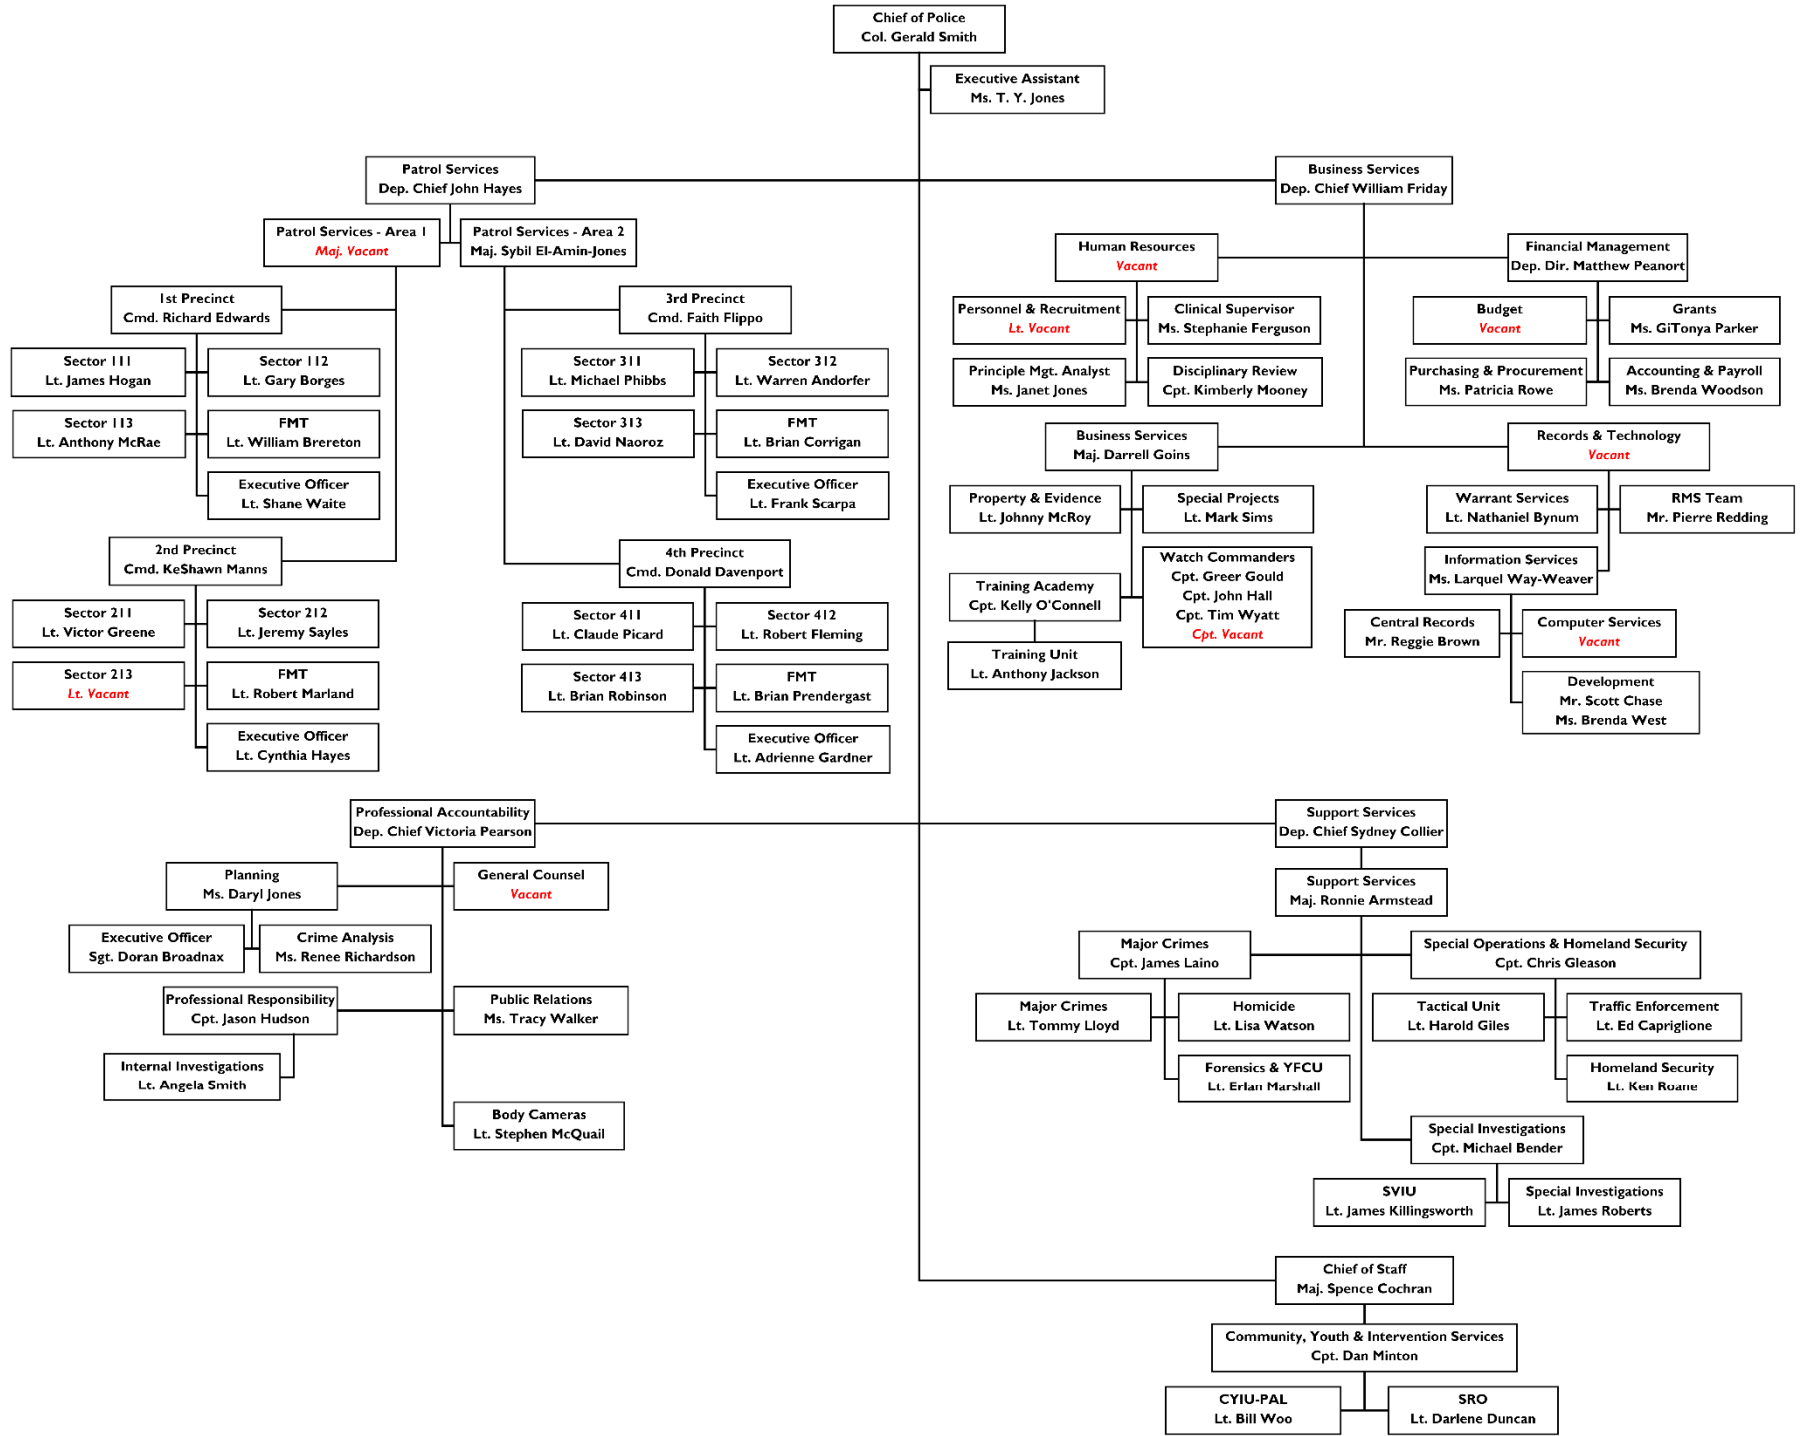 Chief of Police
Col. Gerald Smith
Executive Assistant
Ms. T. Y. Jones
Patrol Services
Dep. Chief John Hayes
Business Services
Dep. Chief William Friday
Patrol Services - Area 1
Maj. Vacant
Patrol Services - Area 2
Maj. Sybil El-Amin-Jones
1st Precinct
Cmd. Richard Edwards
Sector 111
Lt. James Hogan
Sector 112
Lt. Gary Borges
Sector 113
Lt. Anthony McRae
FMT
Lt. William Brereton
Executive Officer
Lt. Shane Waite
2nd Precinct
Cmd. KeShawn Manns
Sector 211
Lt. Victor Greene
Sector 212
Lt. Jeremy Sayles
Sector 213
Lt. Vacant
FMT
Lt. Robert Marland
Executive Officer
Lt. Cynthia Hayes
3rd Precinct
Cmd. Faith Flippo
Sector 311
Lt. Michael Phibbs
Sector 312
Lt. Warren Andorfer
Sector 313
Lt. David Naoroz
FMT
Lt. Brian Corrigan
Executive Officer
Lt. Frank Scarpa
4th Precinct
Cmd. Donald Davenport
Sector 411
Lt. Claude Picard
Sector 412
Lt. Robert Fleming
Sector 413
Lt. Brian Robinson
FMT
Lt. Brian Prendergast
Executive Officer
Lt. Adrienne Gardner
Human Resources
Vacant
Personnel & Recruitment
Lt. Vacant
Clinical Supervisor
Ms. Stephanie Ferguson
Principle Mgt. Analyst
Ms. Janet Jones
Disciplinary Review
Cpt. Kimberly Mooney
Financial Management
Dep. Dir. Matthew Peanort
Budget
Vacant
Grants
Ms. GiTonya Parker
Purchasing & Procurement
Ms. Patricia Rowe
Accounting & Payroll
Ms. Brenda Woodson
Business Services
Maj. Darrell Goins
Property & Evidence
Lt. Johnny McRoy
Special Projects
Lt. Mark Sims
Training Academy
Cpt. Kelly O'Connell
Watch Commanders
Cpt. Greer Gould
Cpt. John Hall
Cpt. Tim Wyatt
Cpt. Vacant
Training Unit
Lt. Anthony Jackson
Records & Technology
Vacant
Warrant Services
Lt. Nathaniel Bynum
RMS Team
Mr. Pierre Redding
Information Services
Ms. Larquel Way-Weaver
Central Records
Mr. Reggie Brown
Computer Services
Vacant
Development
Mr. Scott Chase
Ms. Brenda West
Professional Accountability
Dep. Chief Victoria Pearson
Planning
Ms. Daryl Jones
General Counsel
Vacant
Executive Officer
Sgt. Doran Broadnax
Crime Analysis
Ms. Renee Richardson
Professional Responsibility
Cpt. Jason Hudson
Public Relations
Ms. Tracy Walker
Internal Investigations
Lt. Angela Smith
Body Cameras
Lt. Stephen McQuail
Support Services
Dep. Chief Sydney Collier
Support Services
Maj. Ronnie Armstead
Major Crimes
Cpt. James Laino
Major Crimes
Lt. Tommy Lloyd
Homicide
Lt. Lisa Watson
Forensics & YFCU
Lt. Erlan Marshall
Special Operations & Homeland Security
Cpt. Chris Gleason
Tactical Unit
Lt. Harold Giles
Traffic Enforcement
Lt. Ed Capriglione
Homeland Security
Lt. Ken Roane
Special Investigations
Cpt. Michael Bender
SVIU
Lt. James Killingsworth
Special Investigations
Lt. James Roberts
Chief of Staff
Maj. Spence Cochran
Community, Youth & Intervention Services
Cpt. Dan Minton
CYIU-PAL
Lt. Bill Woo
SRO
Lt. Darlene Duncan